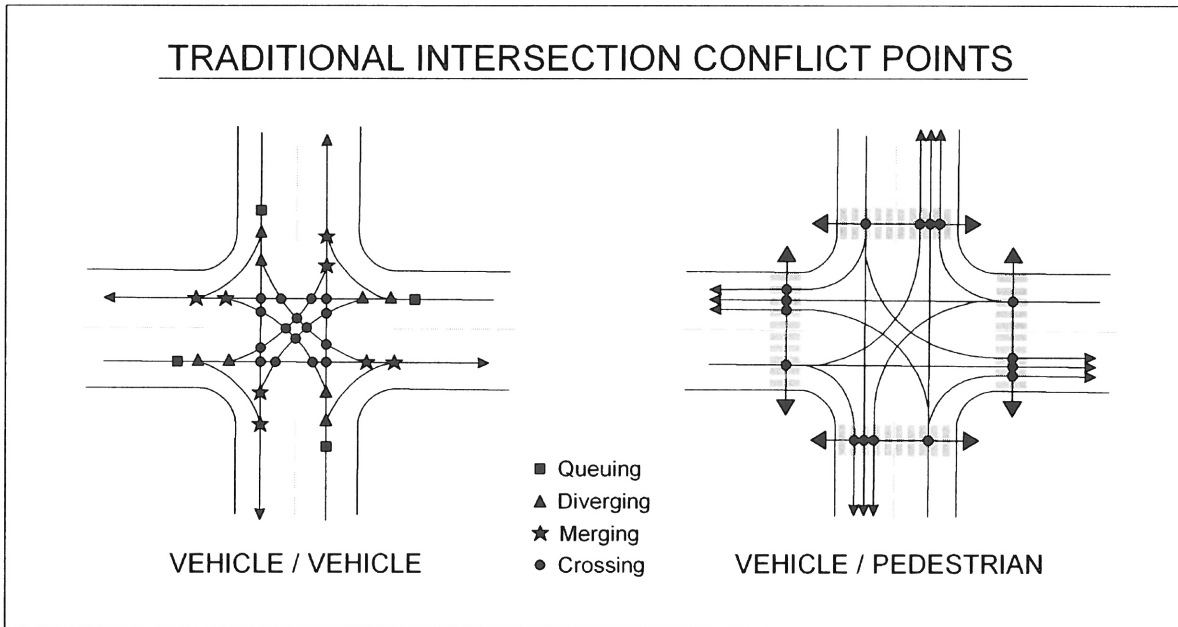 TRADITIONAL INTERSECTION CONFLICT POINTS
Queuing
Diverging
Merging
Crossing
VEHICLE / VEHICLE
VEHICLE / PEDESTRIAN